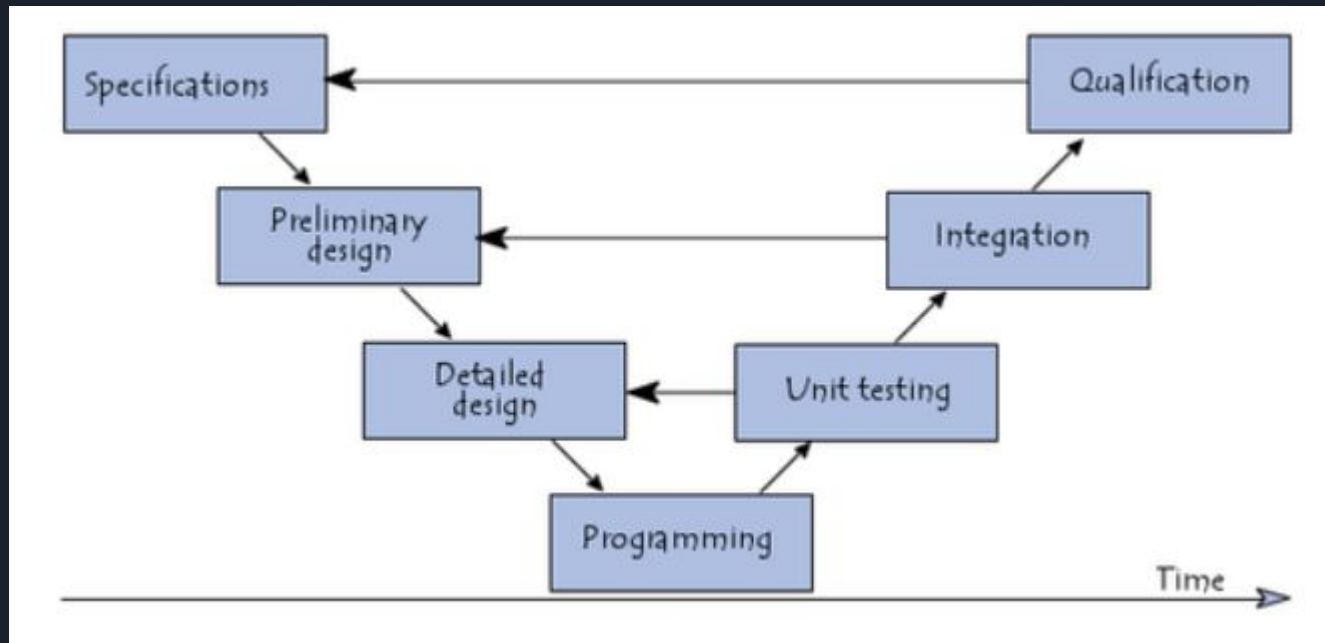 Specifications
Qualification
Preliminary
design
Integration
Detailed
design
Unit testing
Programming
Time